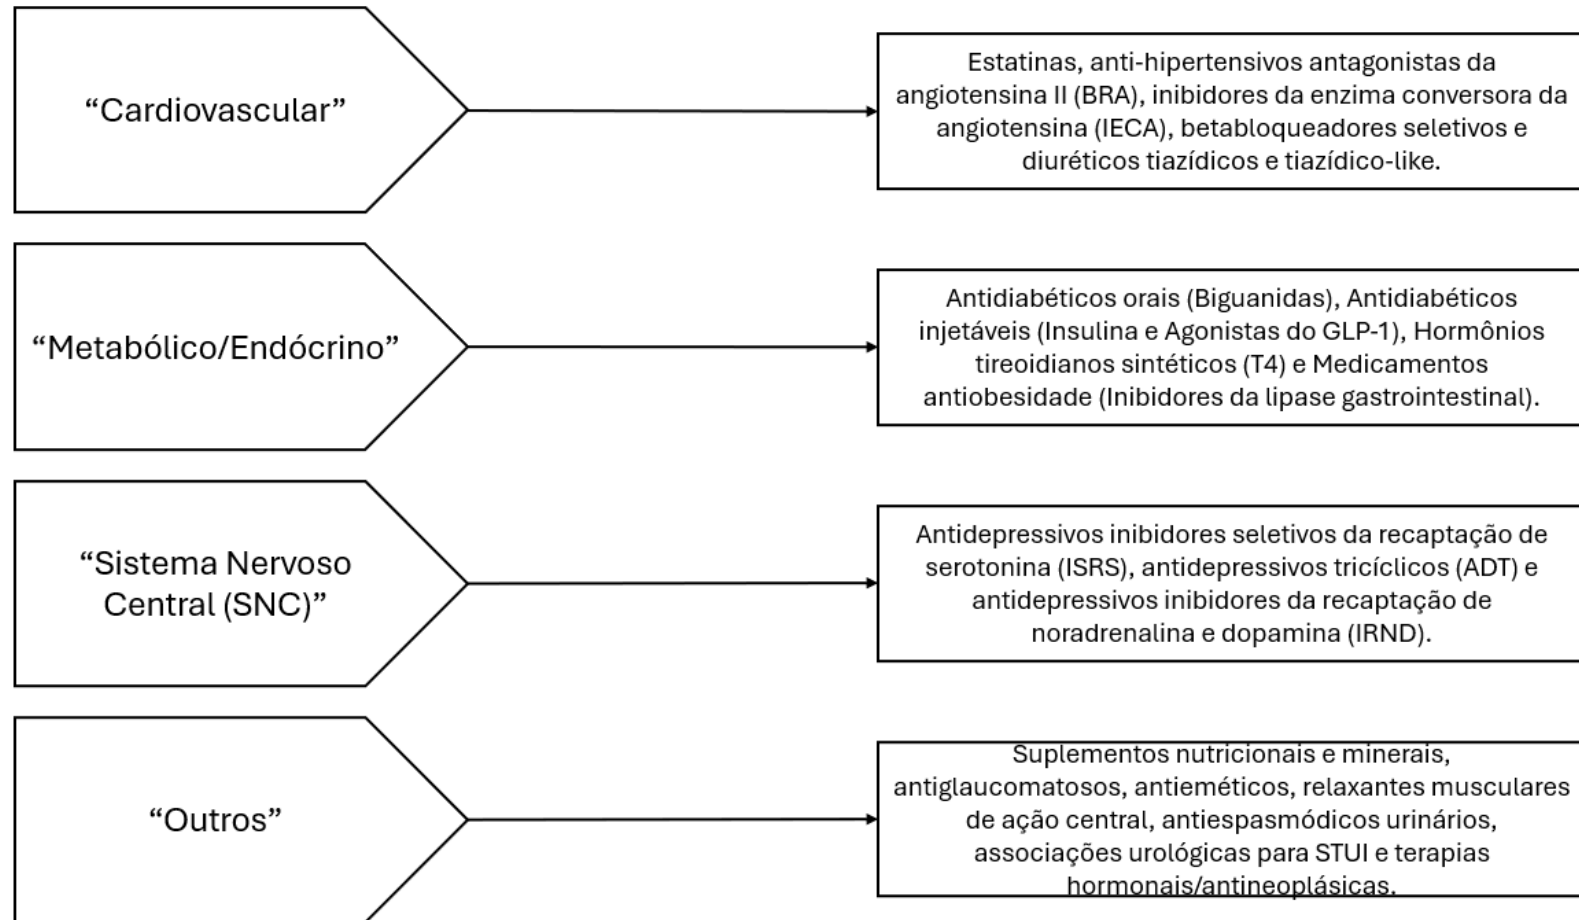 “Cardiovascular”
Estatinas, anti-hipertensivos antagonistas da
angiotensina II (BRA), inibidores da enzima conversora da
angiotensina (IECA), betabloqueadores seletivos e
diuréticos tiazídicos e tiazídico-like.
“Metabólico/Endócrino”
Antidiabéticos orais (Biguanidas), Antidiabéticos
injetáveis (Insulina e Agonistas do GLP-1), Hormônios
tireoidianos sintéticos (T4) e Medicamentos
antiobesidade (Inibidores da lipase gastrointestinal).
“Sistema Nervoso
Central (SNC)”
Antidepressivos inibidores seletivos da recaptação de
serotonina (ISRS), antidepressivos tricíclicos (ADT) e
antidepressivos inibidores da recaptação de
noradrenalina e dopamina (IRND).
“Outros”
Suplementos nutricionais e minerais,
antiglaucomatosos, antieméticos, relaxantes musculares
de ação central, antiespasmódicos urinários,
associações urológicas para STUI e terapias
hormonais/antineoplásicas.